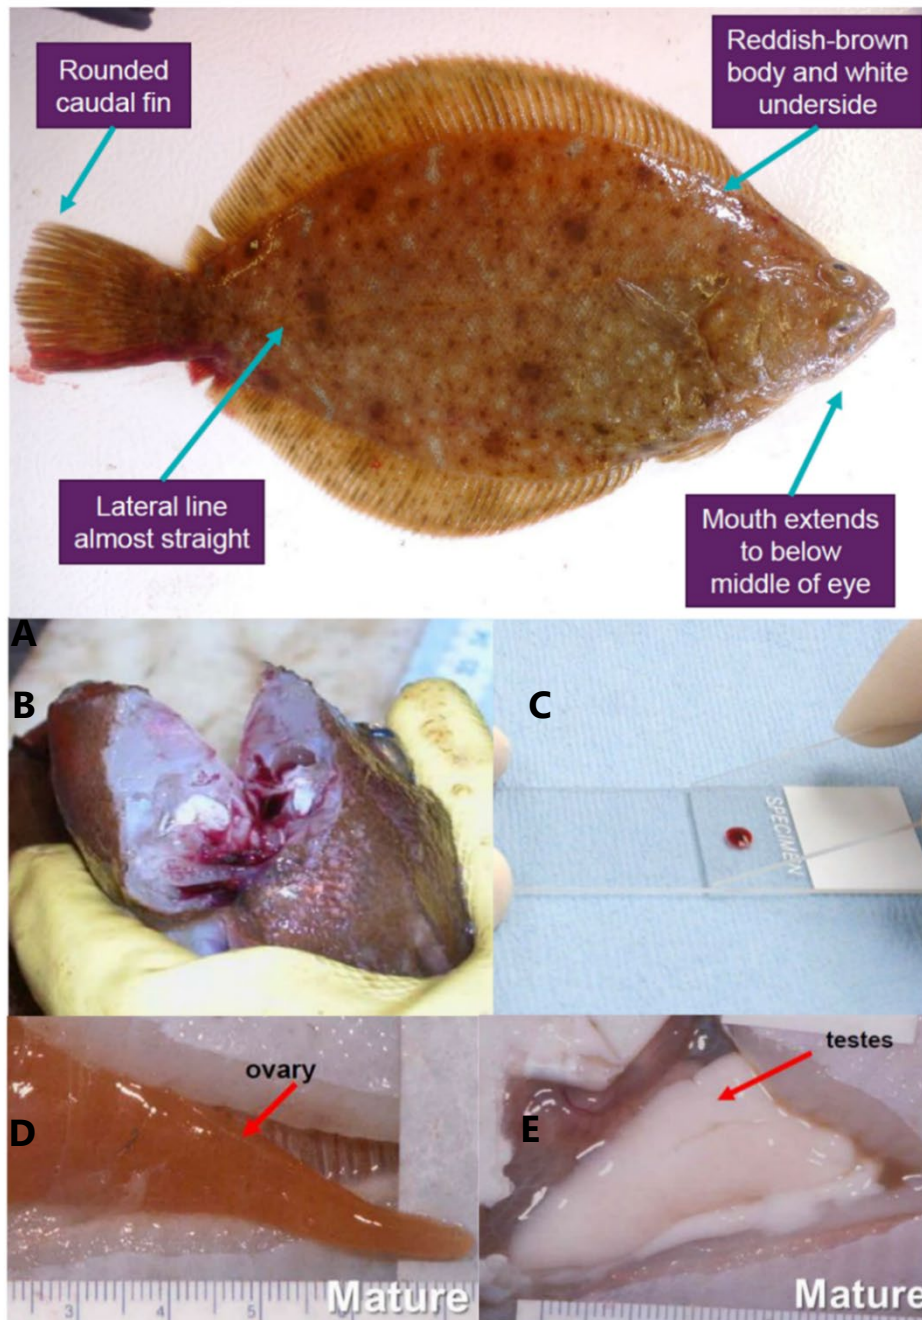 Rounded
caudal fin
Reddish-brown
body and white
underside
Lateral line
almost straight
Mouth extends
to below
middle of eye
A
B
C
SPECIMEN
ovary
D
testes
E
3
4
5
Mature
Mature